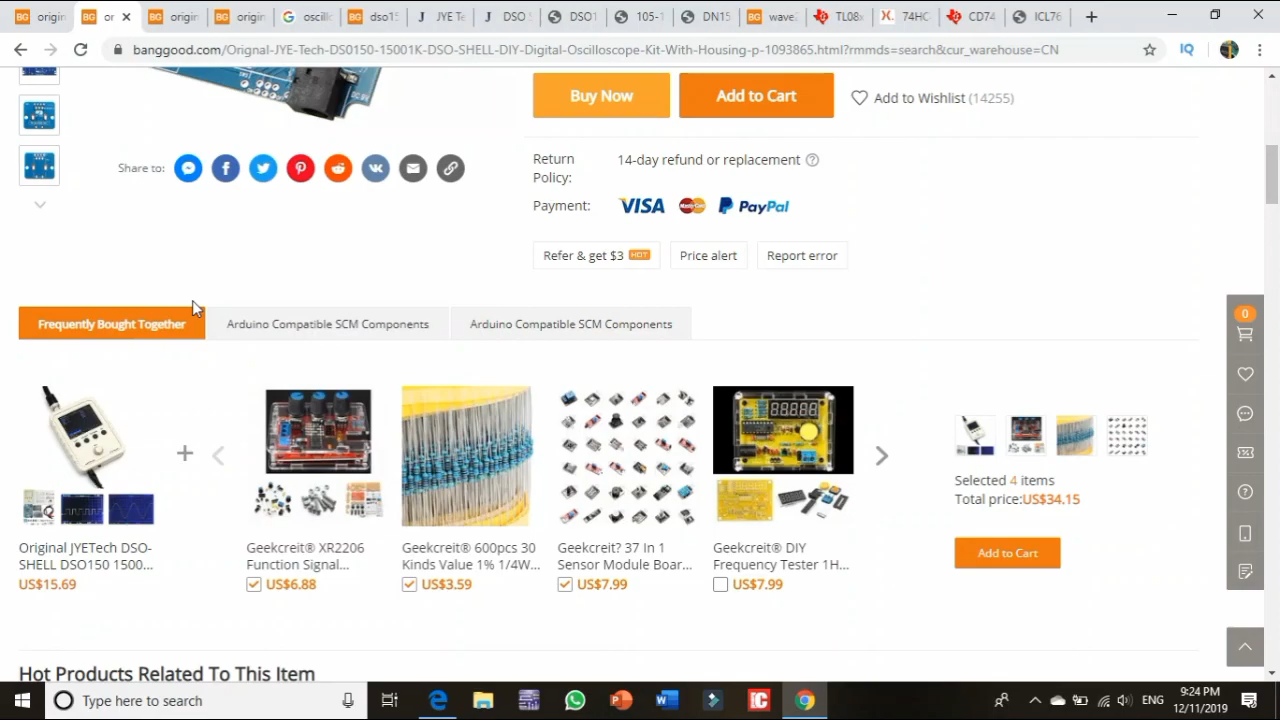 origin
or
origin
origin
oscillo
dso15
JYE Te
DSO S
DSO1
105-1
DN15
wave
TL08x
74HC
CD74
ICL76
banggood.com/Orignal-JYE-Tech-DS0150-15001K-DSO-SHELL-DIY-Digital-Oscilloscope-Kit-With-Housing-p-1093865.html?rmmds=search&cur_warehouse=CN
IQ
Buy Now
Add to Cart
Add to Wishlist (14255)
Share to:
Return Policy:
14-day refund or replacement
Payment:
VISA
MasterCard
PayPal
Refer & get $3 HOT
Price alert
Report error
Frequently Bought Together
Arduino Compatible SCM Components
Arduino Compatible SCM Components
0
Original JYETech DSO-
SHELL DSO150 1500...
US$15.69
Geekcreit® XR2206
Function Signal...
US$6.88
Geekcreit® 600pcs 30
Kinds Value 1% 1/4W...
US$3.59
Geekcreit? 37 In 1
Sensor Module Boar...
US$7.99
Geekcreit® DIY
Frequency Tester 1H...
US$7.99
Selected 4 items
Total price:US$34.15
Add to Cart
Hot Products Related To This Item
Type here to search
ENG
9:24 PM
12/11/2019